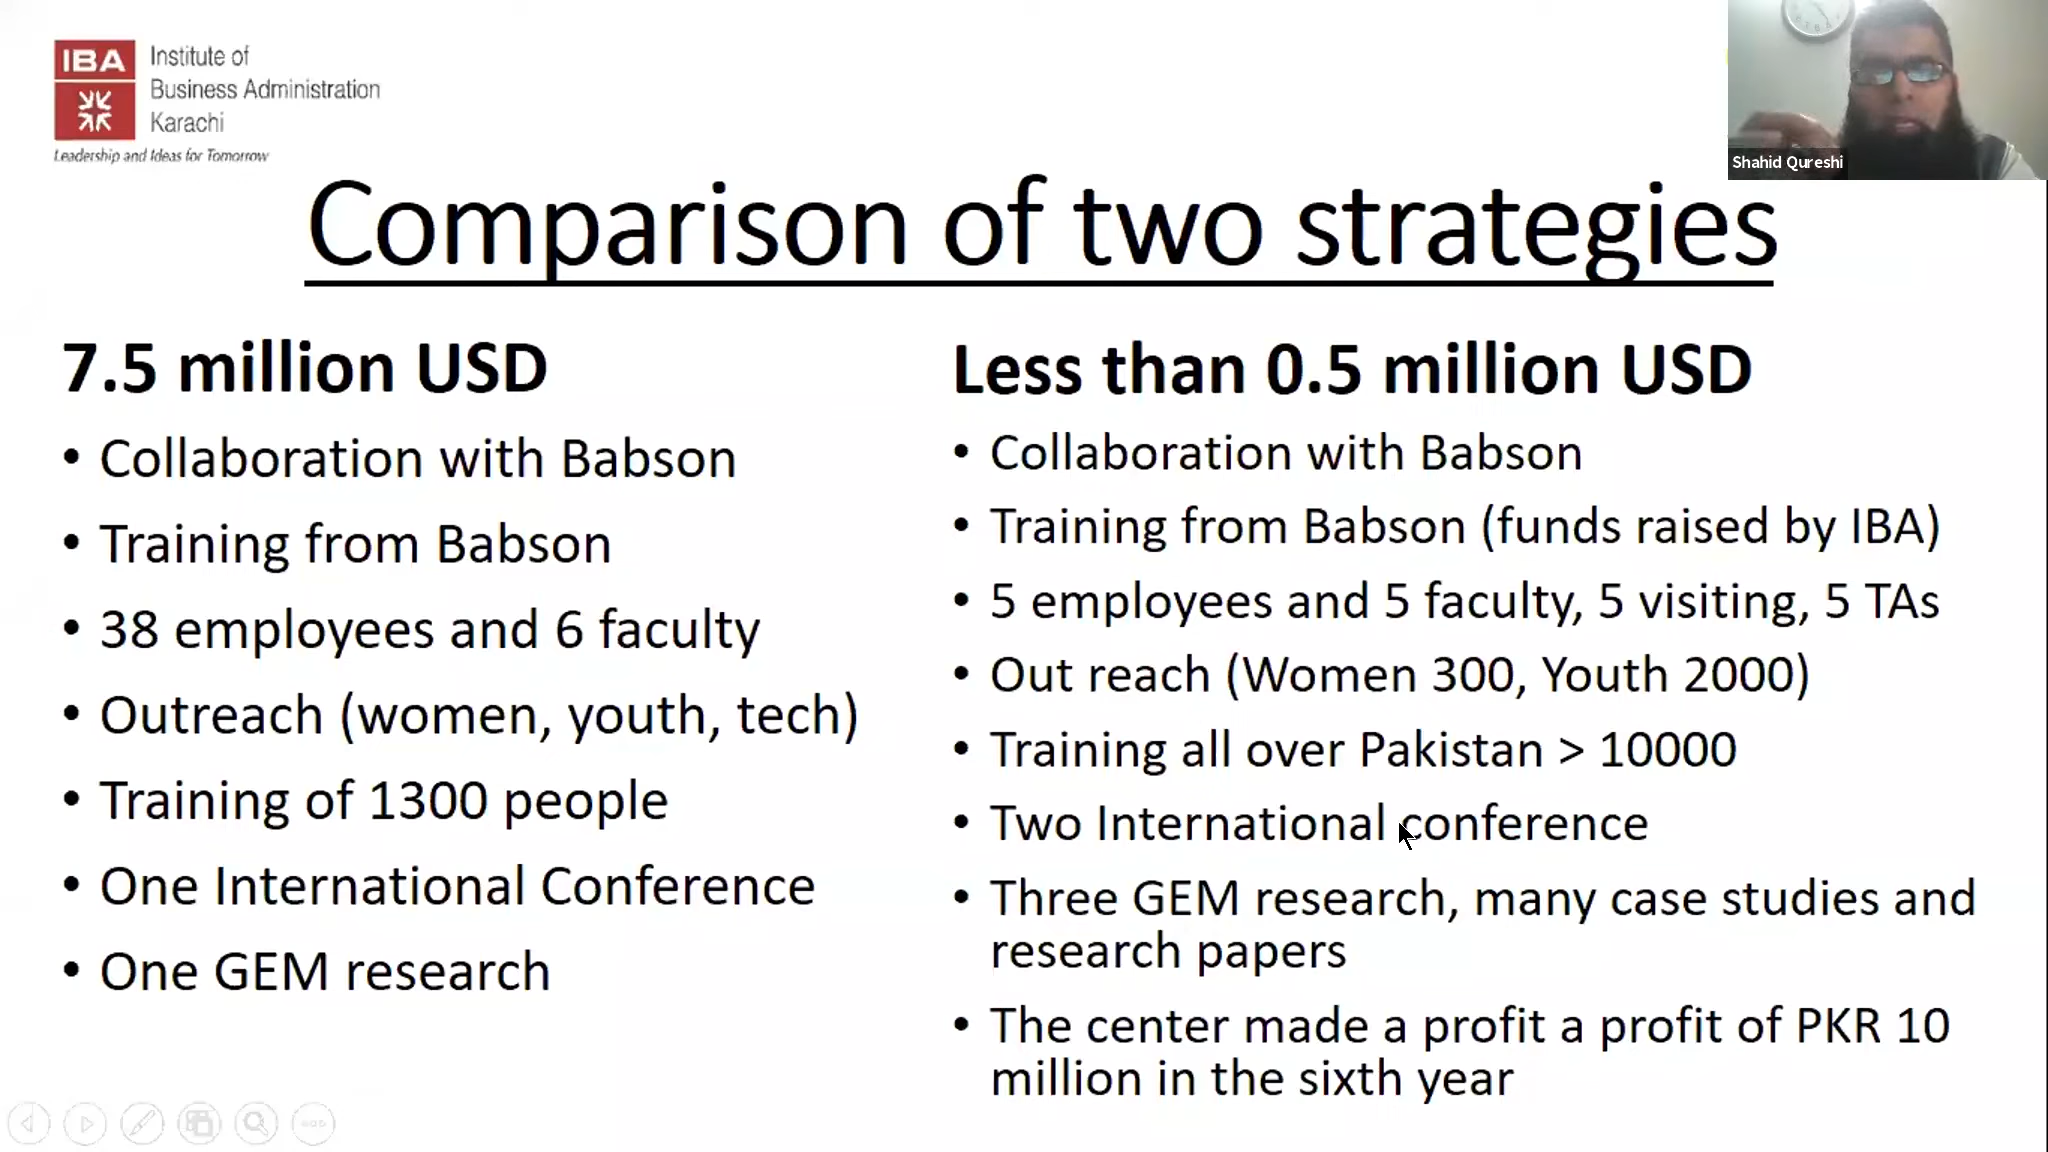 IBA
Institute of
Business Administration
Karachi
Leadership and Ideas for Tomorrow
Shahid Qureshi
Comparison of two strategies
7.5 million USD
• Collaboration with Babson
• Training from Babson
• 38 employees and 6 faculty
• Outreach (women, youth, tech)
• Training of 1300 people
• One International Conference
• One GEM research
Less than 0.5 million USD
• Collaboration with Babson
• Training from Babson (funds raised by IBA)
• 5 employees and 5 faculty, 5 visiting, 5 TAs
• Out reach (Women 300, Youth 2000)
• Training all over Pakistan > 10000
• Two International conference
• Three GEM research, many case studies and
research papers
• The center made a profit a profit of PKR 10
million in the sixth year